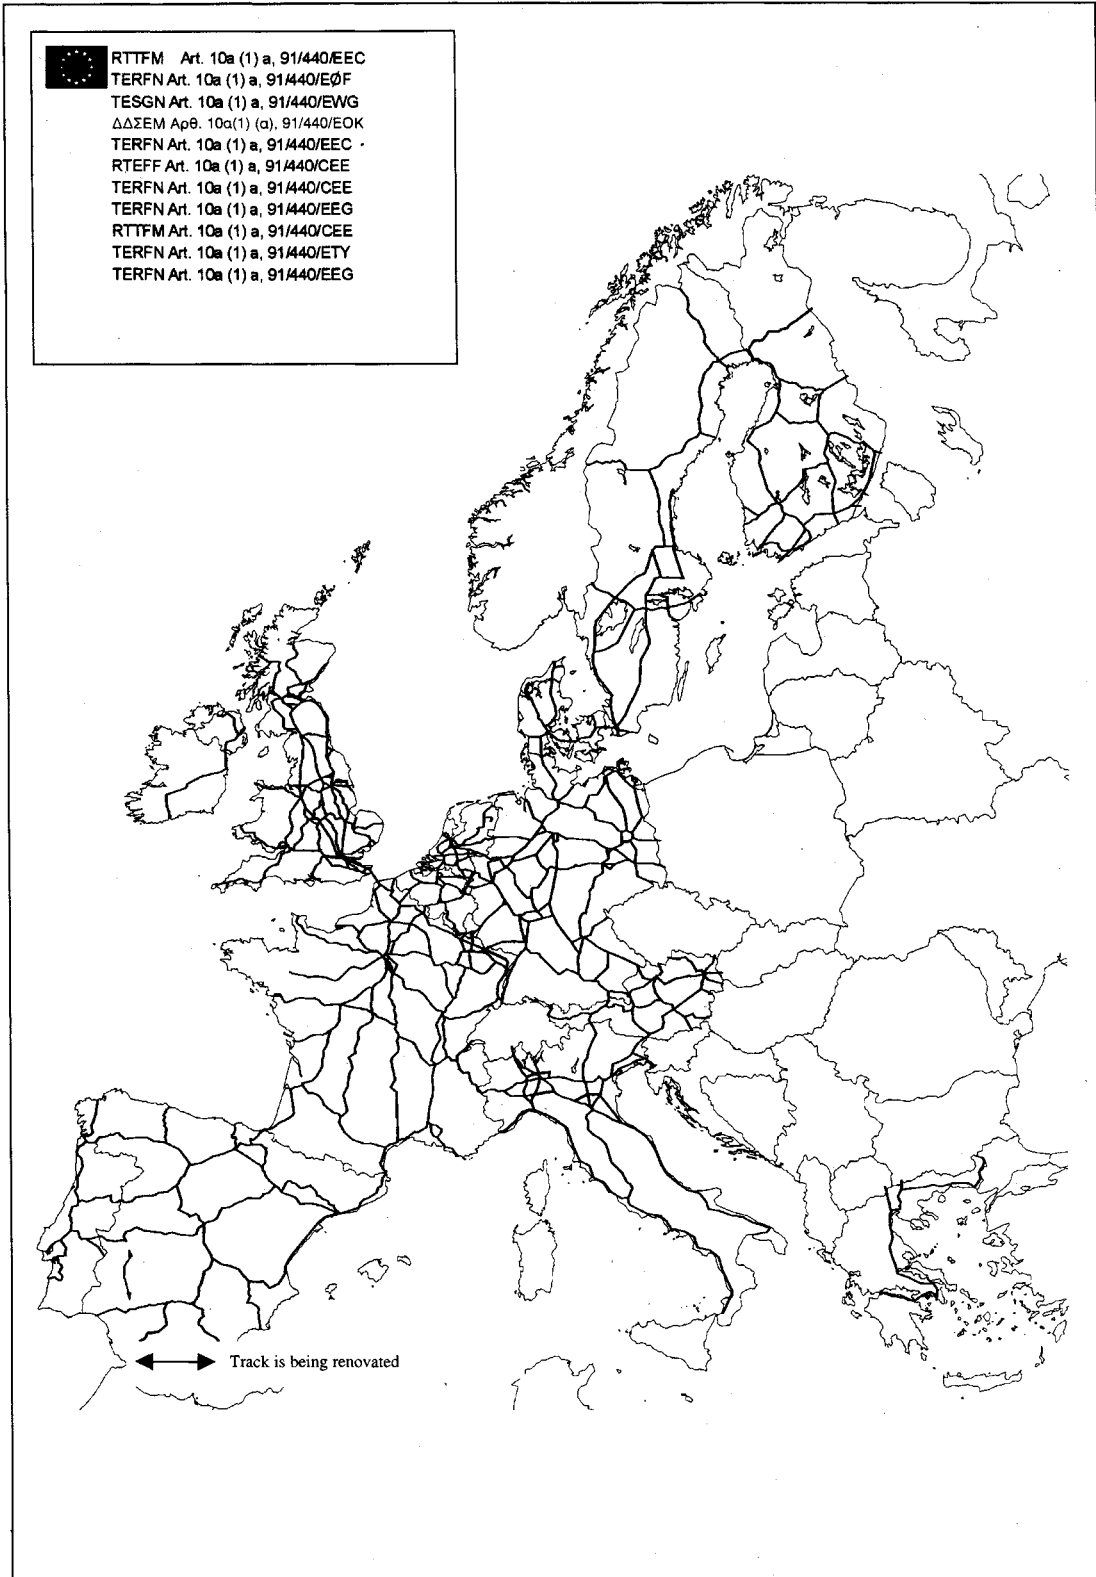 RTTFM Art. 10a (1) a, 91/440/EEC
TERFN Art. 10a (1) a, 91/440/EØF
TESGN Art. 10a (1) a, 91/440/EWG
ΔΔΣΕΜ Αρθ. 10α(1) (α), 91/440/ΕΟΚ
TERFN Art. 10a (1) a, 91/440/EEC
RTEFF Art. 10a (1) a, 91/440/CEE
TERFN Art. 10a (1) a, 91/440/CEE
TERFN Art. 10a (1) a, 91/440/EEG
RTTFM Art. 10a (1) a, 91/440/CEE
TERFN Art. 10a (1) a, 91/440/ETY
TERFN Art. 10a (1) a, 91/440/EEG
Track is being renovated